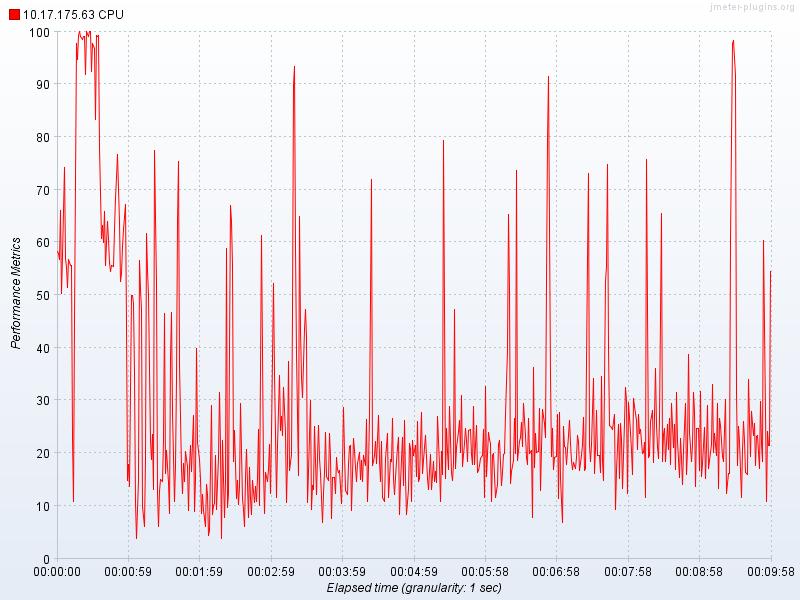 jmeter-plugins.org
10.17.175.63 CPU
100
90
80
70
60
50
40
30
20
10
0
Performance Metrics
00:00:00 00:00:59 00:01:59 00:02:59 00:03:59 00:04:59 00:05:58 00:06:58 00:07:58 00:08:58 00:09:58
Elapsed time (granularity: 1 sec)